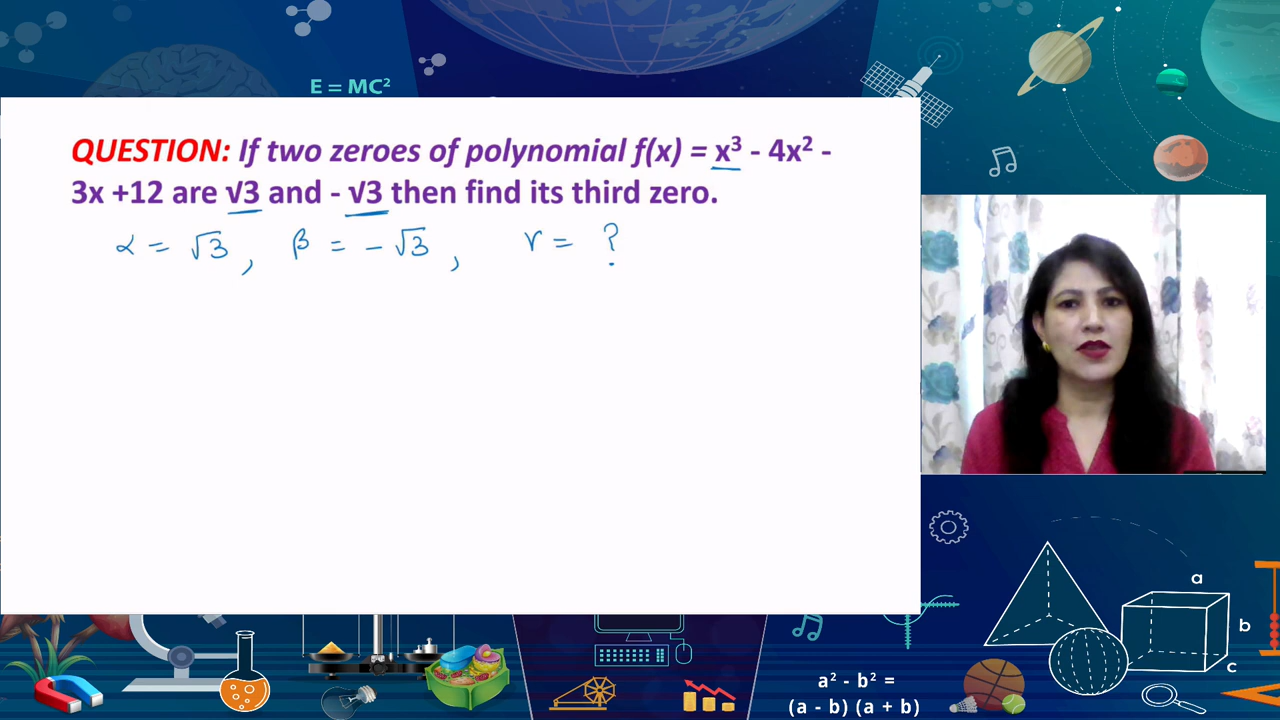 E = MC²
QUESTION: If two zeroes of polynomial f(x) = x³ - 4x² -
3x +12 are √3 and - √3 then find its third zero.
α = √3 , β = - √3 , γ = ?
a
b
c
a² - b² =
(a - b) (a + b)